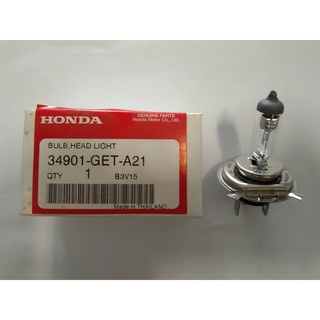 HONDA
GENUINE PARTS
Honda Motor Co., Ltd.
BULB,HEAD LIGHT
34901-GET-A21
QTY 1 B3V15
Made in THAILAND